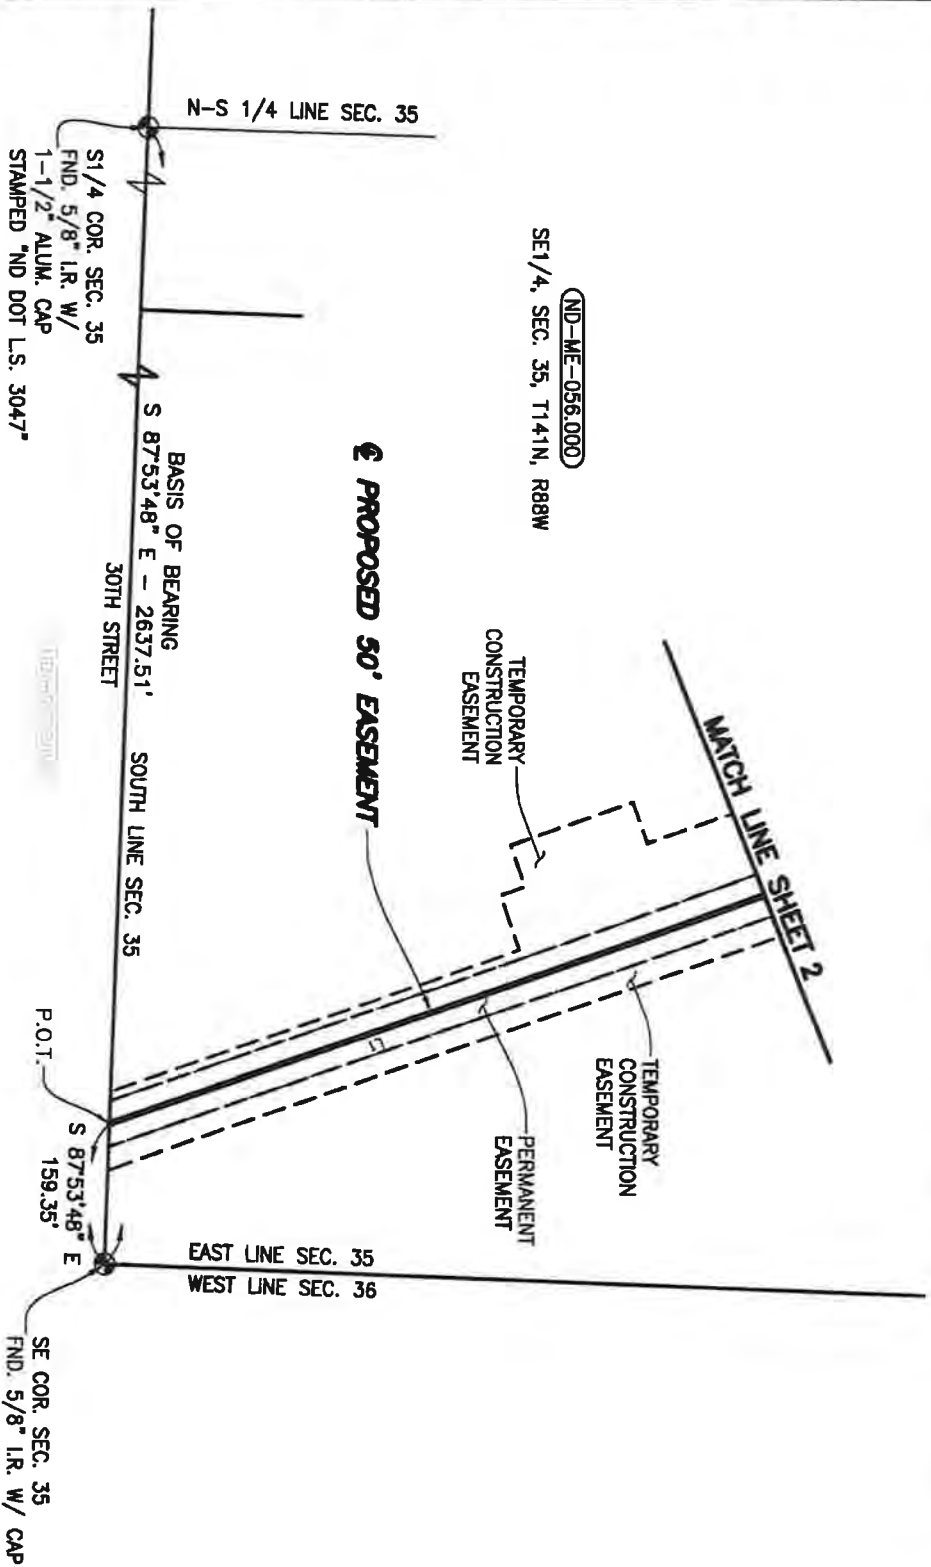 ND-ME-056.000
SE1/4, SEC. 35, T141N, R88W
MATCH LINE SHEET 2
TEMPORARY
CONSTRUCTION
EASEMENT
℄ PROPOSED 50' EASEMENT
TEMPORARY
CONSTRUCTION
EASEMENT
PERMANENT
EASEMENT
L1
N-S 1/4 LINE SEC. 35
EAST LINE SEC. 35
WEST LINE SEC. 36
S1/4 COR. SEC. 35
FND. 5/8" I.R. W/
1-1/2" ALUM. CAP
STAMPED "ND DOT L.S. 3047"
BASIS OF BEARING
S 87°53'48" E - 2637.51'
SOUTH LINE SEC. 35
30TH STREET
P.O.T.
S 87°53'48" E
159.35'
SE COR. SEC. 35
FND. 5/8" I.R. W/ CAP